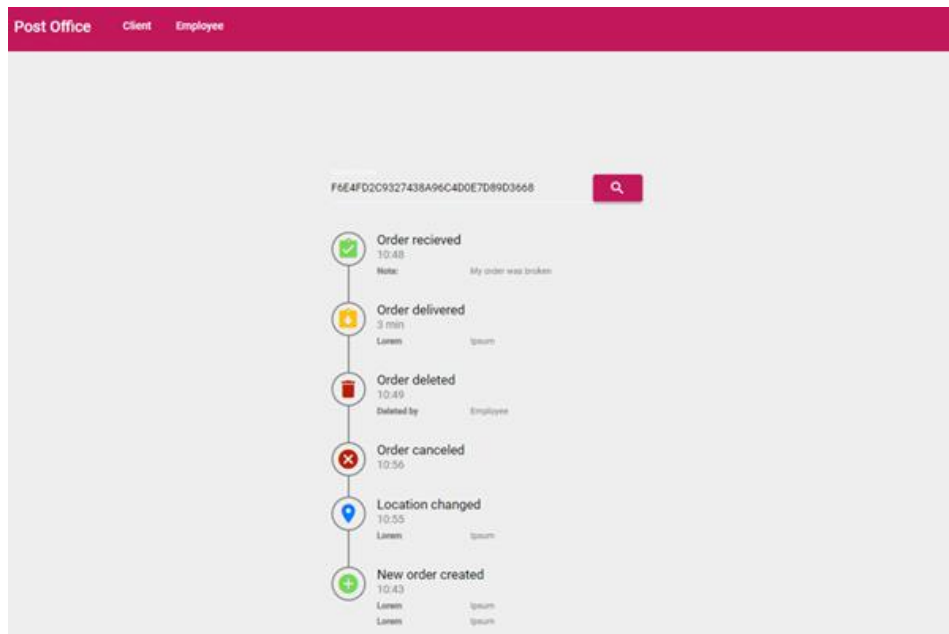 Post Office Client Employee
F6E4FD2C9327438A96C4D0E7D89D3668
Order recieved
10:48
Note: My order was broken
Order delivered
3 min
Lorem Ipsum
Order deleted
10:49
Deleted by Employee
Order canceled
10:56
Location changed
10:55
Lorem Ipsum
New order created
10:43
Lorem Ipsum
Lorem Ipsum